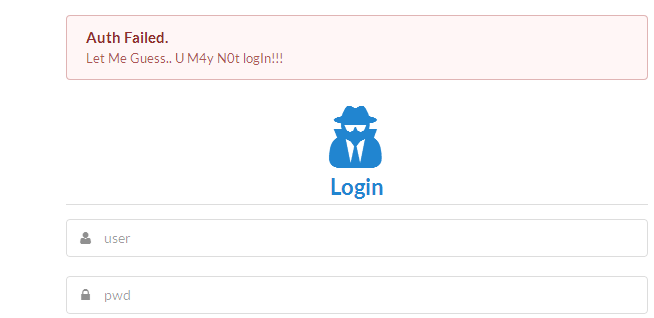 Auth Failed.
Let Me Guess.. U M4y N0t logIn!!!
Login
user
pwd